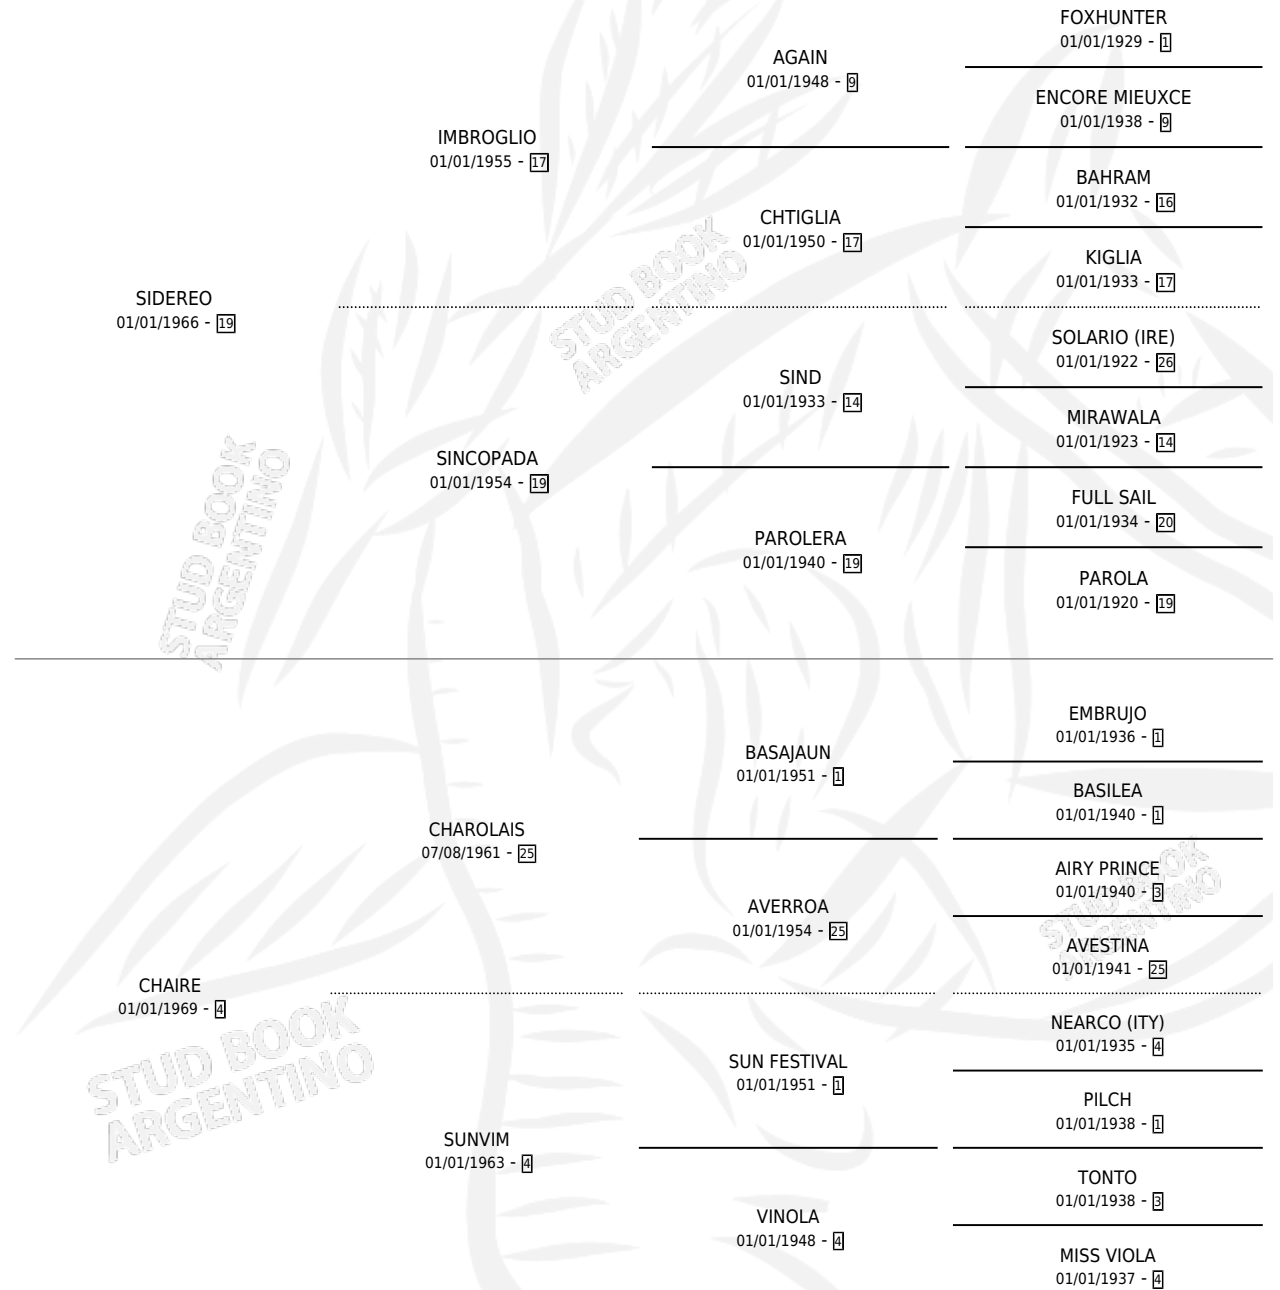 FOXHUNTER
01/01/1929 - 1
AGAIN
01/01/1948 - 9
ENCORE MIEUXCE
01/01/1938 - 9
IMBROGLIO
01/01/1955 - 17
BAHRAM
01/01/1932 - 16
CHTIGLIA
01/01/1950 - 17
KIGLIA
01/01/1933 - 17
SIDEREO
01/01/1966 - 19
STUD BOOK
ARGENTINO
SOLARIO (IRE)
01/01/1922 - 26
SIND
01/01/1933 - 14
MIRAWALA
01/01/1923 - 14
SINCOPADA
01/01/1954 - 19
FULL SAIL
01/01/1934 - 20
PAROLERA
01/01/1940 - 19
PAROLA
01/01/1920 - 19
STUD BOOK
ARGENTINO
EMBRUJO
01/01/1936 - 1
BASAJAUN
01/01/1951 - 1
BASILEA
01/01/1940 - 1
CHAROLAIS
07/08/1961 - 25
AIRY PRINCE
01/01/1940 - 3
AVERROA
01/01/1954 - 25
AVESTINA
01/01/1941 - 25
STUD BOOK
ARGENTINO
CHAIRE
01/01/1969 - 4
NEARCO (ITY)
01/01/1935 - 4
SUN FESTIVAL
01/01/1951 - 1
PILCH
01/01/1938 - 1
STUD BOOK
ARGENTINO
SUNVIM
01/01/1963 - 4
TONTO
01/01/1938 - 3
VINOLA
01/01/1948 - 4
MISS VIOLA
01/01/1937 - 4